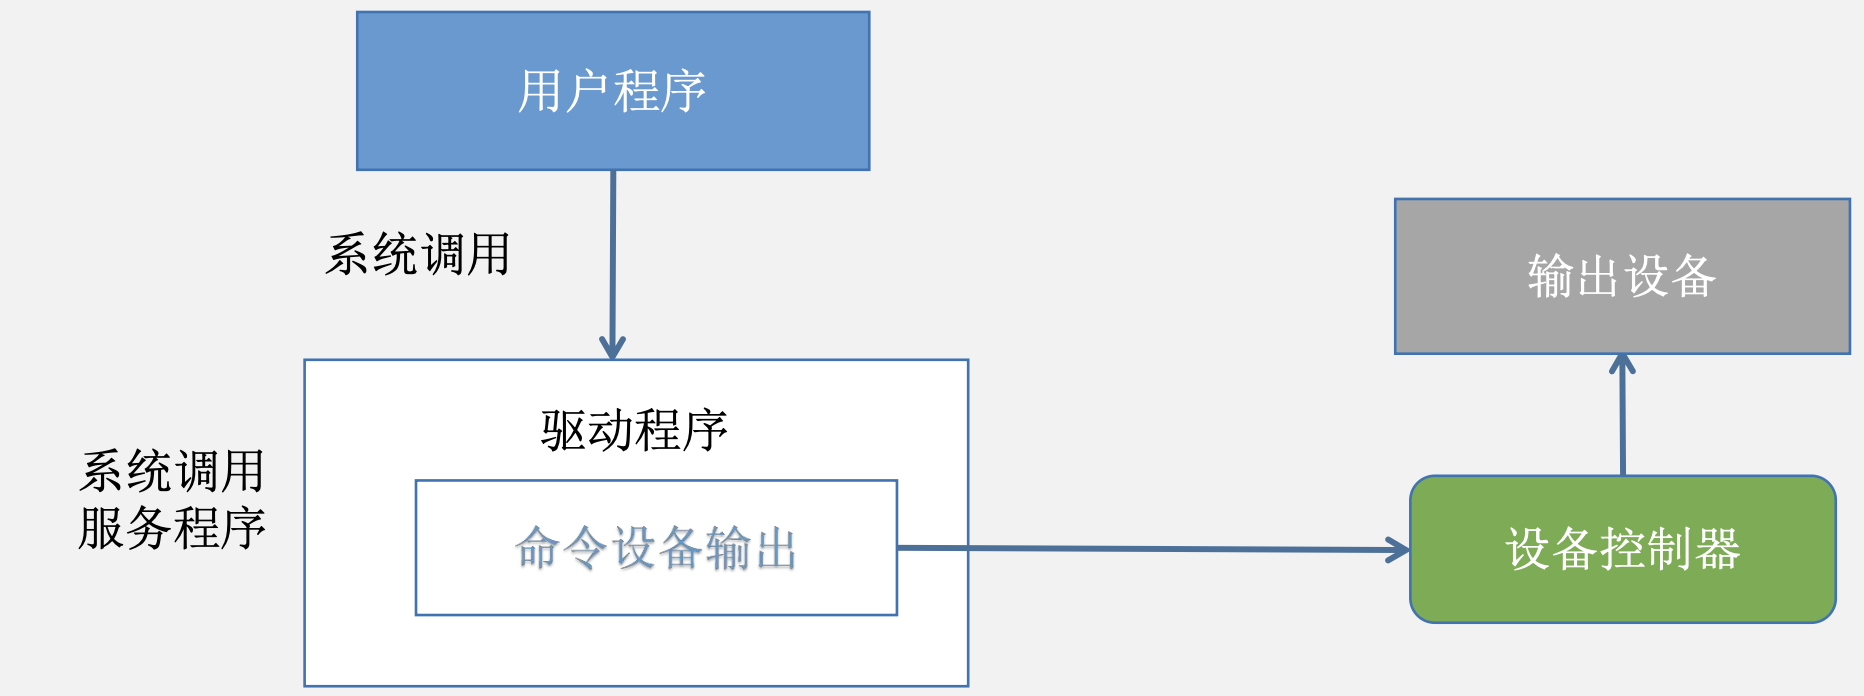 用户程序
系统调用
输出设备
驱动程序
系统调用
服务程序
命令设备输出
设备控制器